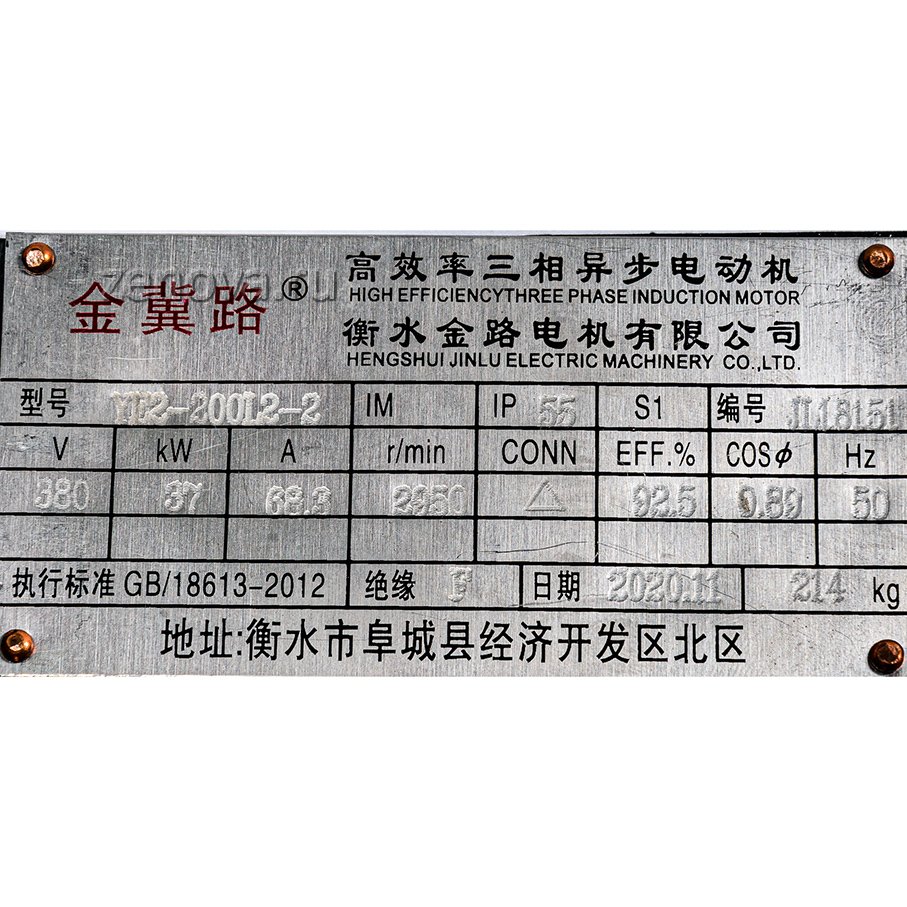 zenova.ru
金冀路®
高效率三相异步电动机
HIGH EFFICIENCYTHREE PHASE INDUCTION MOTOR
衡水金路电机有限公司
HENGSHUI JINLU ELECTRIC MACHINERY CO.,LTD.
型号 YE2-200L2-2 IM IP 55 S1 编号 JL18151
V kW A r/min CONN EFF.% COSϕ Hz
380 37 68.3 2950 △ 92.5 0.89 50
执行标准 GB/18613-2012 绝缘 F 日期 2020.11 214 kg
地址:衡水市阜城县经济开发区北区